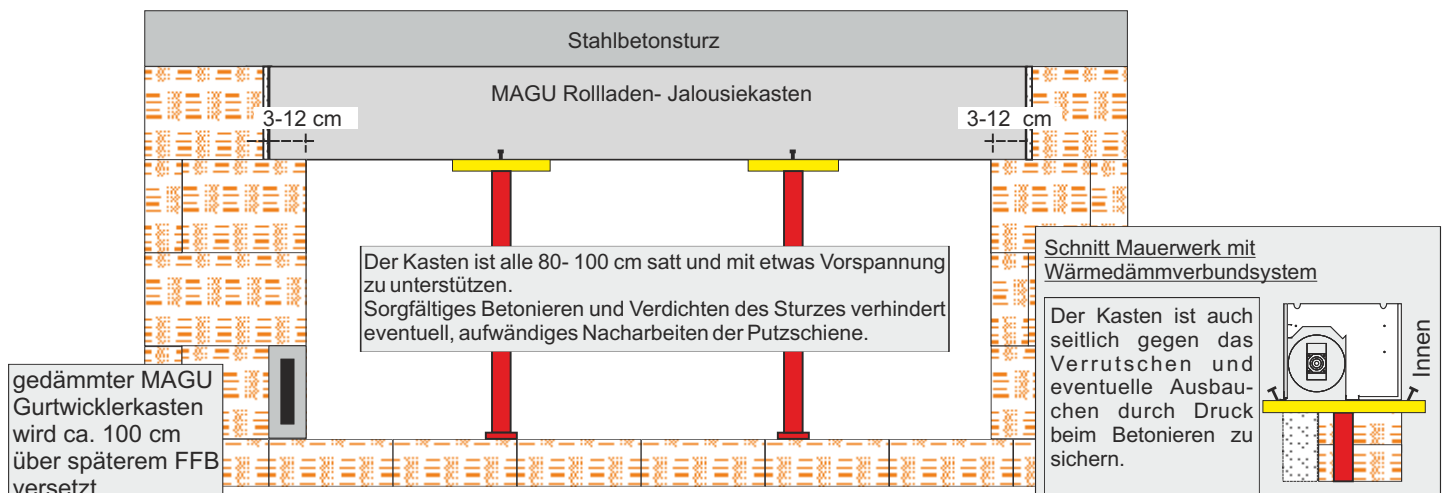 Stahlbetonsturz
MAGU Rollladen- Jalousiekasten
3-12 cm
3-12 cm
Der Kasten ist alle 80- 100 cm satt und mit etwas Vorspannung
zu unterstützen.
Sorgfältiges Betonieren und Verdichten des Sturzes verhindert
eventuell, aufwändiges Nacharbeiten der Putzschiene.
gedämmter MAGU
Gurtwicklerkasten
wird ca. 100 cm
über späterem FFB
versetzt
Schnitt Mauerwerk mit
Wärmedämmverbundsystem
Der Kasten ist auch
seitlich gegen das
Verrutschen und
eventuelle Ausbau-
chen durch Druck
beim Betonieren zu
sichern.
Innen